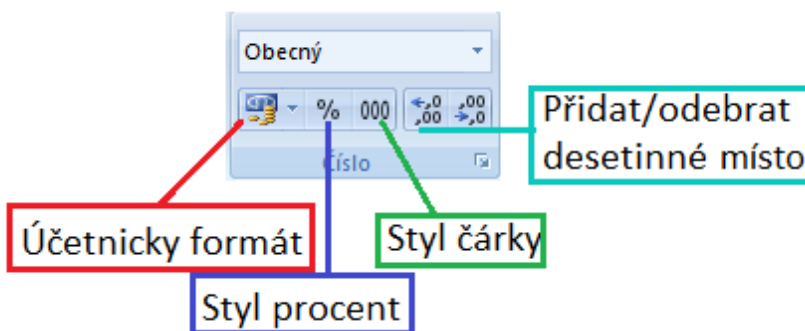 Obecný
% 000 ,0 ,00 ,00 ,0
Číslo
Přidat/odebrat
desetinné místo
Účetnicky formát
Styl čárky
Styl procent